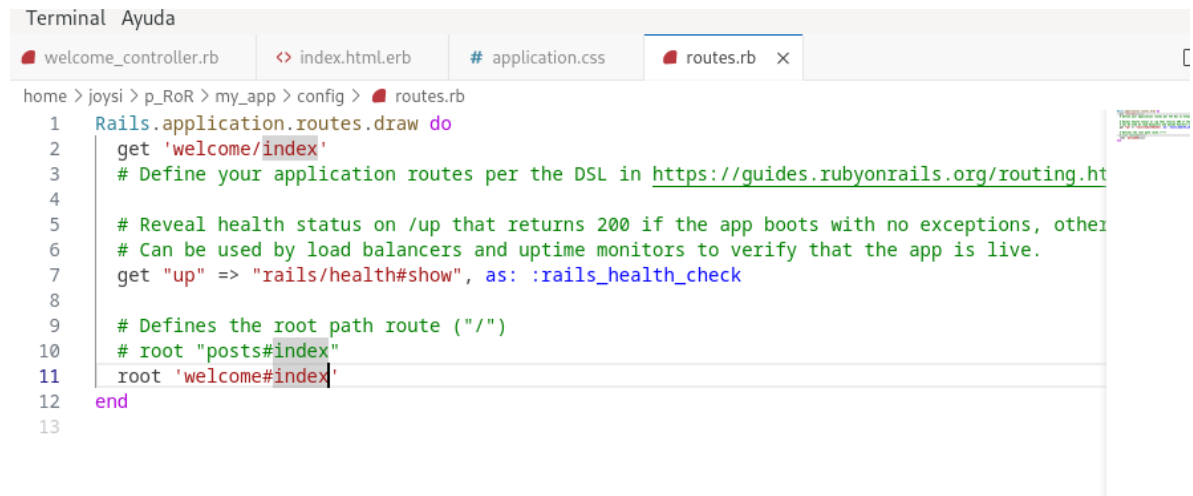 Terminal Ayuda
welcome_controller.rb <> index.html.erb # application.css routes.rb ×
home > joysi > p_RoR > my_app > config > routes.rb
1 Rails.application.routes.draw do
2 get 'welcome/index'
3 # Define your application routes per the DSL in https://guides.rubyonrails.org/routing.ht
4
5 # Reveal health status on /up that returns 200 if the app boots with no exceptions, other
6 # Can be used by load balancers and uptime monitors to verify that the app is live.
7 get "up" => "rails/health#show", as: :rails_health_check
8
9 # Defines the root path route ("/")
10 # root "posts#index"
11 root 'welcome#index'
12 end
13